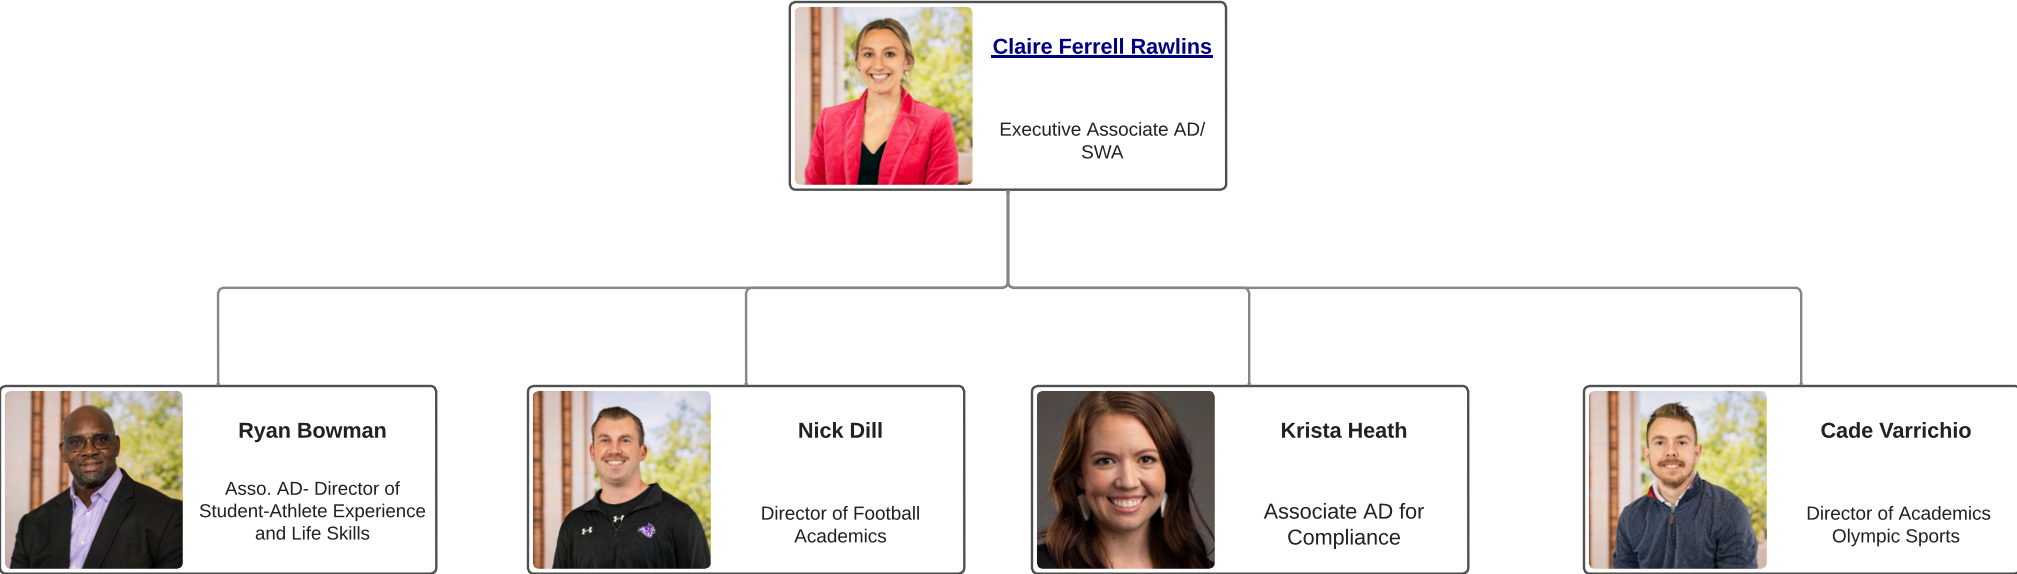 Claire Ferrell Rawlins
Executive Associate AD/
SWA
Ryan Bowman
Asso. AD- Director of
Student-Athlete Experience
and Life Skills
Nick Dill
Director of Football
Academics
Krista Heath
Associate AD for
Compliance
Cade Varrichio
Director of Academics
Olympic Sports